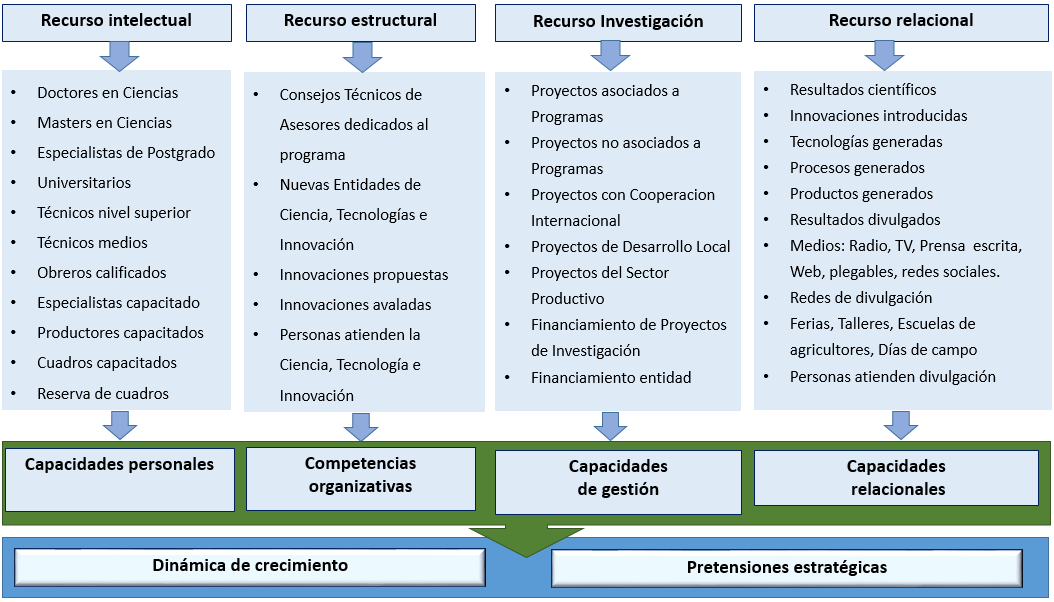 Recurso intelectual
• Doctores en Ciencias
• Masters en Ciencias
• Especialistas de Postgrado
• Universitarios
• Técnicos nivel superior
• Técnicos medios
• Obreros calificados
• Especialistas capacitado
• Productores capacitados
• Cuadros capacitados
• Reserva de cuadros
Capacidades personales
Recurso estructural
• Consejos Técnicos de
Asesores dedicados al
programa
• Nuevas Entidades de
Ciencia, Tecnologías e
Innovación
• Innovaciones propuestas
• Innovaciones avaladas
• Personas atienden la
Ciencia, Tecnología e
Innovación
Competencias
organizativas
Recurso Investigación
• Proyectos asociados a
Programas
• Proyectos no asociados a
Programas
• Proyectos con Cooperacion
Internacional
• Proyectos de Desarrollo Local
• Proyectos del Sector
Productivo
• Financiamiento de Proyectos
de Investigación
• Financiamiento entidad
Capacidades
de gestión
Recurso relacional
• Resultados científicos
• Innovaciones introducidas
• Tecnologías generadas
• Procesos generados
• Productos generados
• Resultados divulgados
• Medios: Radio, TV, Prensa escrita,
Web, plegables, redes sociales.
• Redes de divulgación
• Ferias, Talleres, Escuelas de
agricultores, Días de campo
• Personas atienden divulgación
Capacidades
relacionales
Dinámica de crecimiento
Pretensiones estratégicas